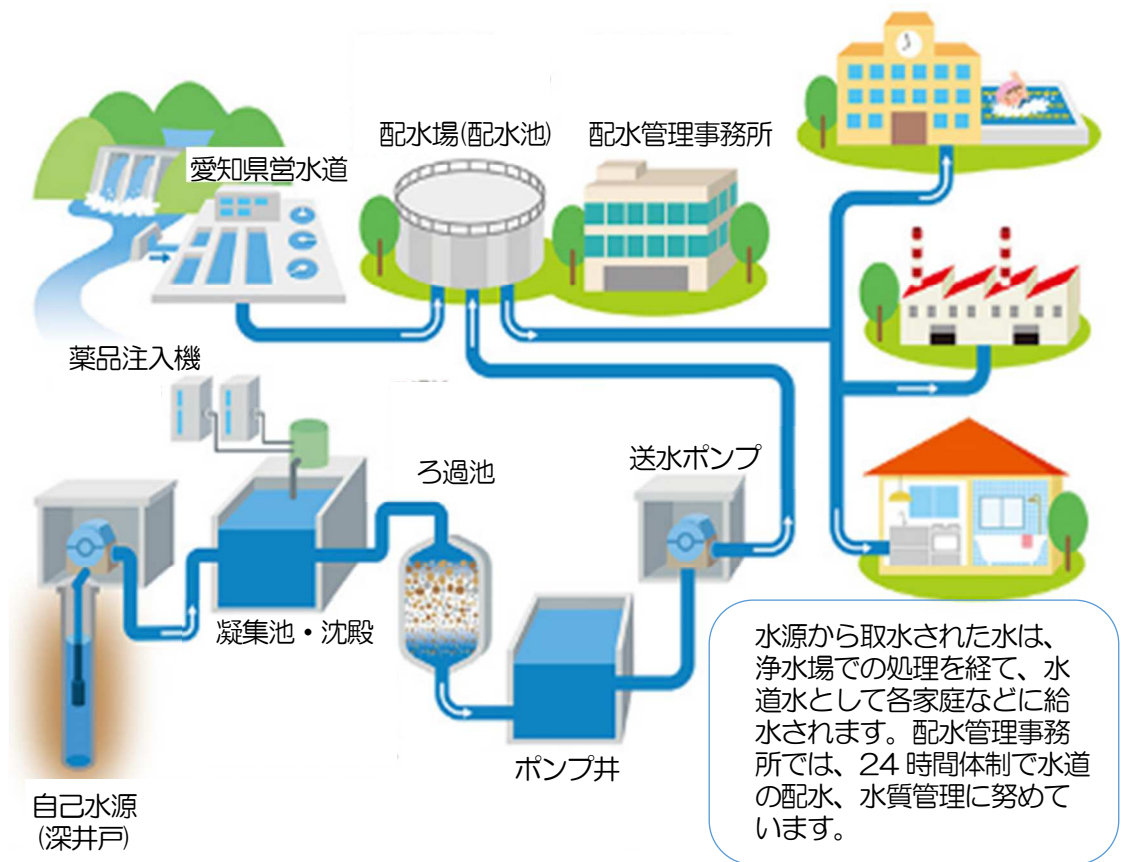 配水場(配水池)
配水管理事務所
愛知県営水道
薬品注入機
ろ過池
送水ポンプ
凝集池・沈殿
ポンプ井
自己水源
(深井戸)
水源から取水された水は、
浄水場での処理を経て、水
道水として各家庭などに給
水されます。配水管理事務
所では、24 時間体制で水道
の配水、水質管理に努めて
います。